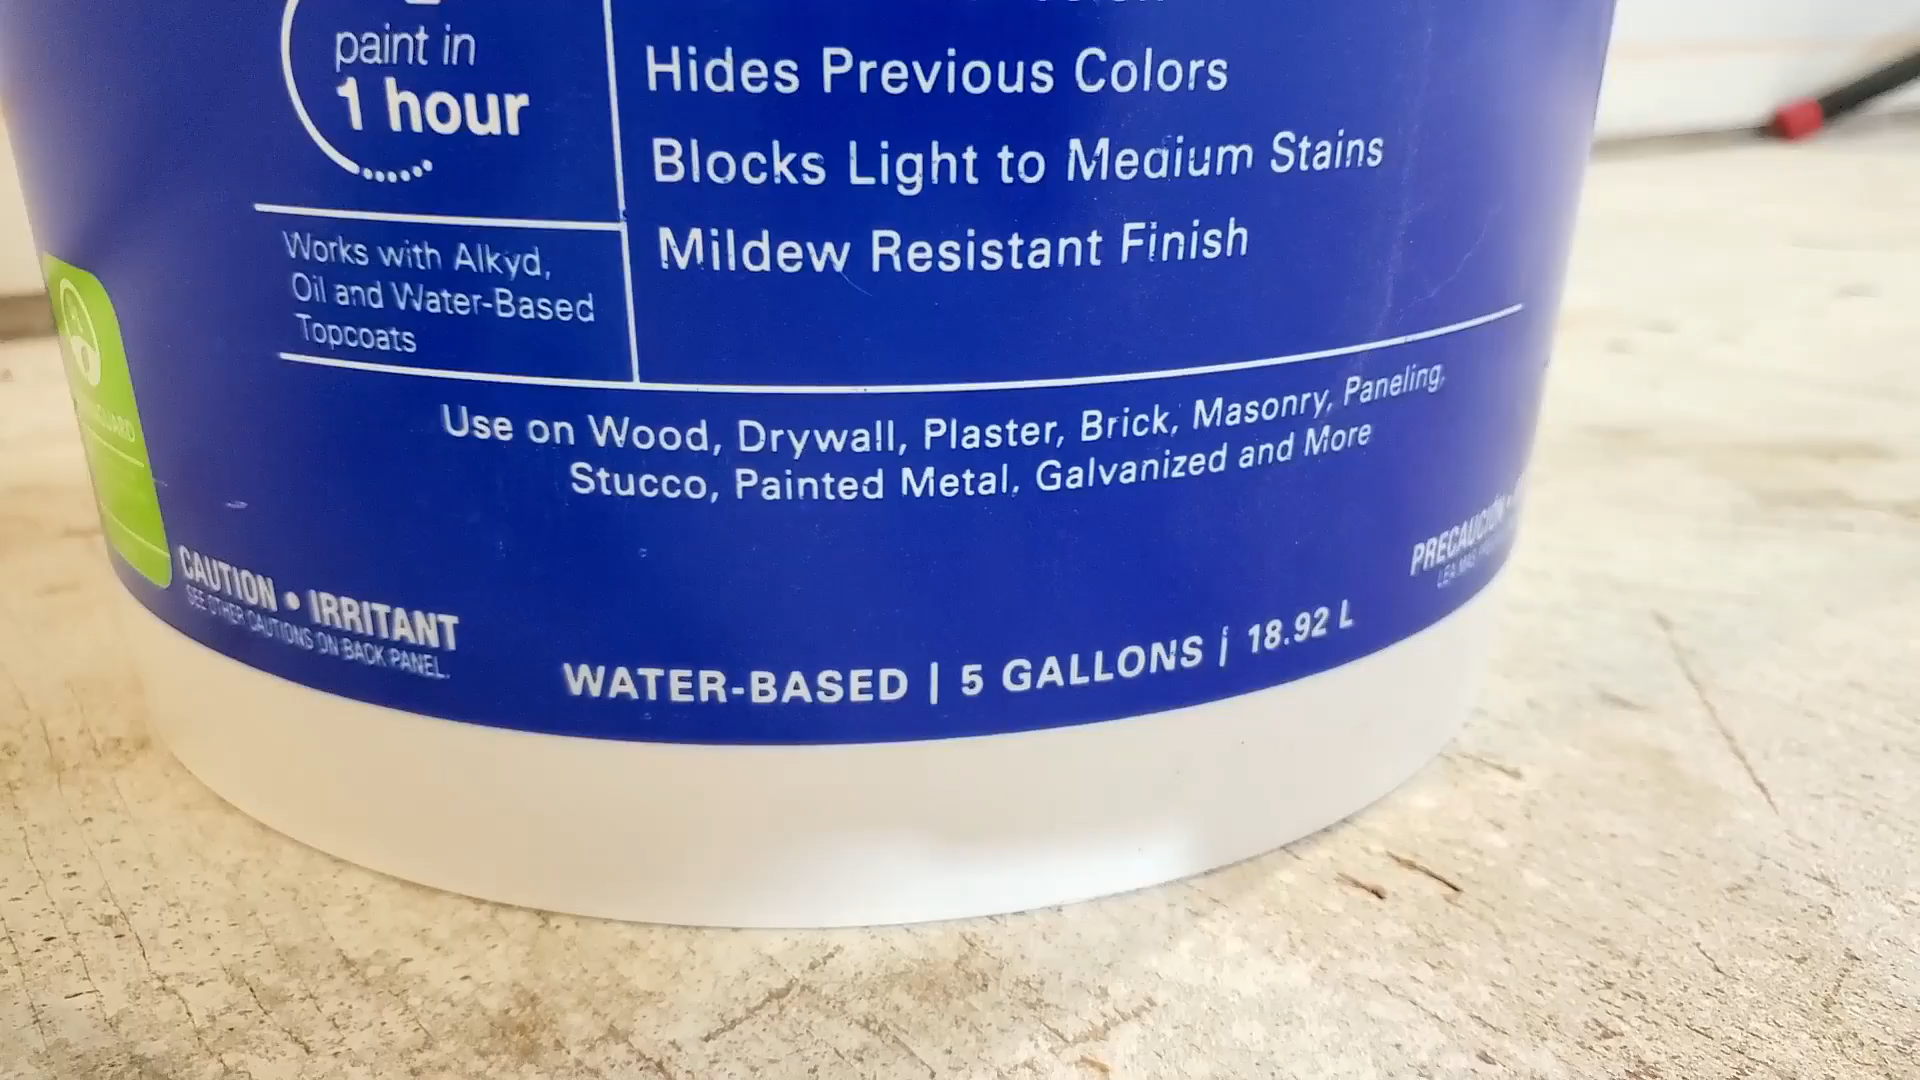 paint in
1 hour
Hides Previous Colors
Blocks Light to Medium Stains
Mildew Resistant Finish
Works with Alkyd,
Oil and Water-Based
Topcoats
Use on Wood, Drywall, Plaster, Brick, Masonry, Paneling,
Stucco, Painted Metal, Galvanized and More
CAUTION • IRRITANT
SEE OTHER CAUTIONS ON BACK PANEL.
PRECAUCIÓN
WATER-BASED | 5 GALLONS | 18.92 L